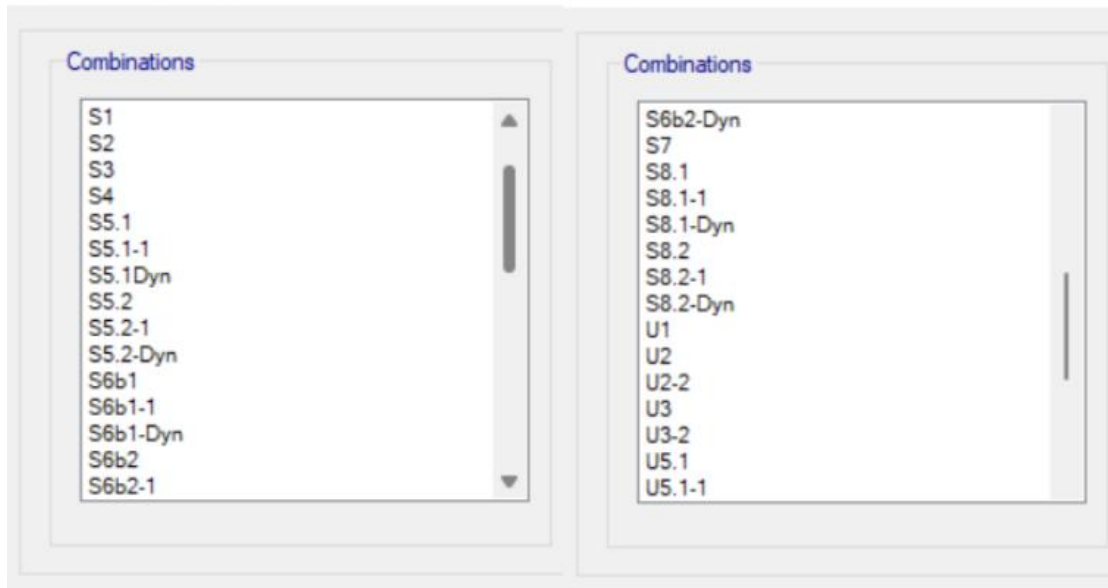 Combinations
S1
S2
S3
S4
S5.1
S5.1-1
S5.1Dyn
S5.2
S5.2-1
S5.2-Dyn
S6b1
S6b1-1
S6b1-Dyn
S6b2
S6b2-1
Combinations
S6b2-Dyn
S7
S8.1
S8.1-1
S8.1-Dyn
S8.2
S8.2-1
S8.2-Dyn
U1
U2
U2-2
U3
U3-2
U5.1
U5.1-1